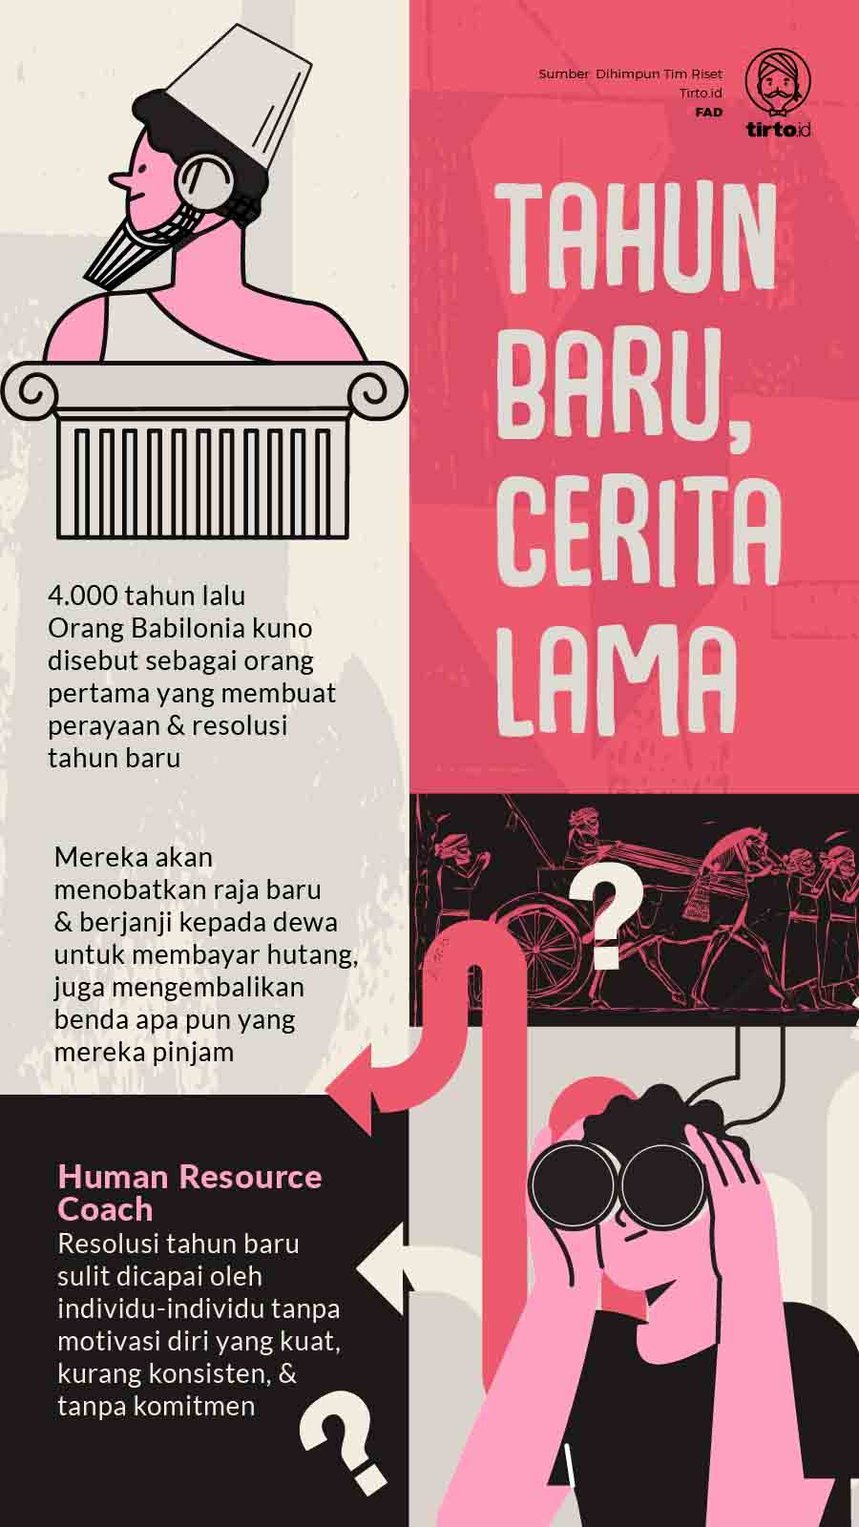 Sumber Dihimpun Tim Riset
Tirto.id
FAD
tirto.id
TAHUN
BARU,
CERITA
LAMA
4.000 tahun lalu
Orang Babilonia kuno
disebut sebagai orang
pertama yang membuat
perayaan & resolusi
tahun baru
Mereka akan
menobatkan raja baru
& berjanji kepada dewa
untuk membayar hutang,
juga mengembalikan
benda apa pun yang
mereka pinjam
?
Human Resource
Coach
Resolusi tahun baru
sulit dicapai oleh
individu-individu tanpa
motivasi diri yang kuat,
kurang konsisten, &
tanpa komitmen
?